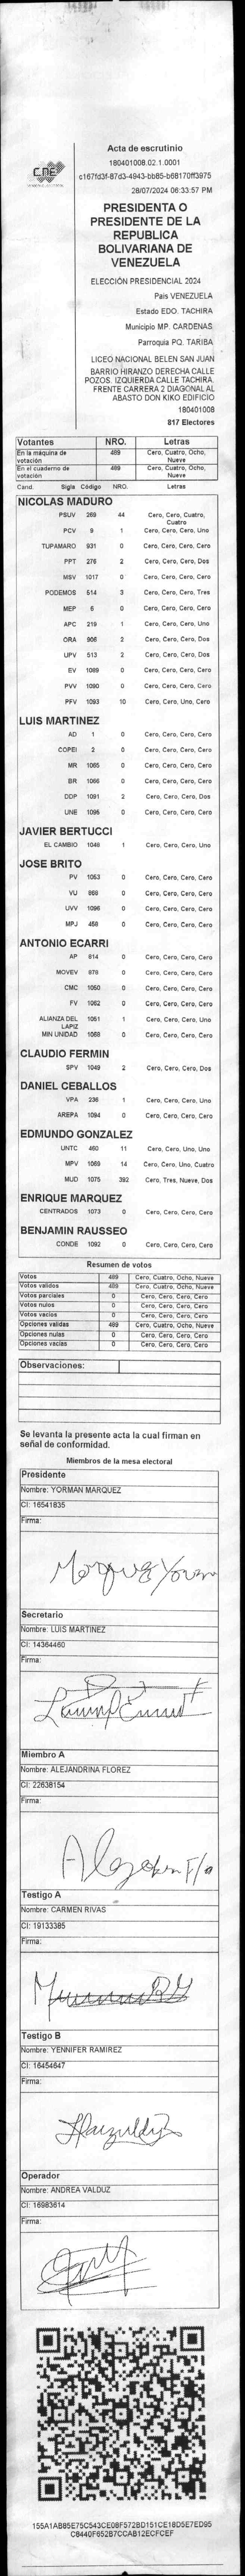 CNE
Acta de escrutinio
180401008.02.1.0001
c167fd3f-87d3-4943-bb85-b68170ff3975
28/07/2024 06:33:57 PM
PRESIDENTA O
PRESIDENTE DE LA
REPUBLICA
BOLIVARIANA DE
VENEZUELA
ELECCIÓN PRESIDENCIAL 2024
Pais VENEZUELA
Estado EDO. TACHIRA
Municipio MP. CARDENAS
Parroquia PQ. TARIBA
LICEO NACIONAL BELEN SAN JUAN
BARRIO HIRANZO DERECHA CALLE
POZOS. IZQUIERDA CALLE TACHIRA.
FRENTE CARRERA 2 DIAGONAL AL
ABASTO DON KIKO EDIFICIO
180401008
817 Electores
Votantes NRO. Letras
En la máquina de votación 489 Cero, Cuatro, Ocho, Nueve
En el cuaderno de votación 489 Cero, Cuatro, Ocho, Nueve
Cand. Sigla Código NRO. Letras
NICOLAS MADURO
PSUV 269 44 Cero, Cero, Cuatro, Cuatro
PCV 9 1 Cero, Cero, Cero, Uno
TUPAMARO 931 0 Cero, Cero, Cero, Cero
PPT 276 2 Cero, Cero, Cero, Dos
MSV 1017 0 Cero, Cero, Cero, Cero
PODEMOS 514 3 Cero, Cero, Cero, Tres
MEP 6 0 Cero, Cero, Cero, Cero
APC 219 1 Cero, Cero, Cero, Uno
ORA 906 2 Cero, Cero, Cero, Dos
UPV 513 2 Cero, Cero, Cero, Dos
EV 1089 0 Cero, Cero, Cero, Cero
PVV 1090 0 Cero, Cero, Cero, Cero
PFV 1093 10 Cero, Cero, Uno, Cero
LUIS MARTINEZ
AD 1 0 Cero, Cero, Cero, Cero
COPEI 2 0 Cero, Cero, Cero, Cero
MR 1065 0 Cero, Cero, Cero, Cero
BR 1066 0 Cero, Cero, Cero, Cero
DDP 1091 2 Cero, Cero, Cero, Dos
UNE 1095 0 Cero, Cero, Cero, Cero
JAVIER BERTUCCI
EL CAMBIO 1048 1 Cero, Cero, Cero, Uno
JOSE BRITO
PV 1053 0 Cero, Cero, Cero, Cero
VU 868 0 Cero, Cero, Cero, Cero
UVV 1096 0 Cero, Cero, Cero, Cero
MPJ 458 0 Cero, Cero, Cero, Cero
ANTONIO ECARRI
AP 814 0 Cero, Cero, Cero, Cero
MOVEV 978 0 Cero, Cero, Cero, Cero
CMC 1050 0 Cero, Cero, Cero, Cero
FV 1062 0 Cero, Cero, Cero, Cero
ALIANZA DEL LAPIZ 1051 1 Cero, Cero, Cero, Uno
MIN UNIDAD 1068 0 Cero, Cero, Cero, Cero
CLAUDIO FERMIN
SPV 1049 2 Cero, Cero, Cero, Dos
DANIEL CEBALLOS
VPA 236 1 Cero, Cero, Cero, Uno
AREPA 1094 0 Cero, Cero, Cero, Cero
EDMUNDO GONZALEZ
UNTC 460 11 Cero, Cero, Uno, Uno
MPV 1069 14 Cero, Cero, Uno, Cuatro
MUD 1075 392 Cero, Tres, Nueve, Dos
ENRIQUE MARQUEZ
CENTRADOS 1073 0 Cero, Cero, Cero, Cero
BENJAMIN RAUSSEO
CONDE 1092 0 Cero, Cero, Cero, Cero
Resumen de votos
Votos 489 Cero, Cuatro, Ocho, Nueve
Votos validos 489 Cero, Cuatro, Ocho, Nueve
Votos parciales 0 Cero, Cero, Cero, Cero
Votos nulos 0 Cero, Cero, Cero, Cero
Votos vacios 0 Cero, Cero, Cero, Cero
Opciones validas 489 Cero, Cuatro, Ocho, Nueve
Opciones nulas 0 Cero, Cero, Cero, Cero
Opciones vacias 0 Cero, Cero, Cero, Cero
Observaciones:
Se levanta la presente acta la cual firman en
señal de conformidad.
Miembros de la mesa electoral
Presidente
Nombre: YORMAN MARQUEZ
CI: 16541835
Firma:
Marquez Yorman
Secretario
Nombre: LUIS MARTINEZ
CI: 14364460
Firma:
Miembro A
Nombre: ALEJANDRINA FLOREZ
CI: 22638154
Firma:
Testigo A
Nombre: CARMEN RIVAS
CI: 19133385
Firma:
Testigo B
Nombre: YENNIFER RAMIREZ
CI: 16454647
Firma:
Operador
Nombre: ANDREA VALDUZ
CI: 16983614
Firma:
155A1AB85E75C543CE08F572BD151CE18D5E7ED95
C8440F652B7CCAB12ECFCEF